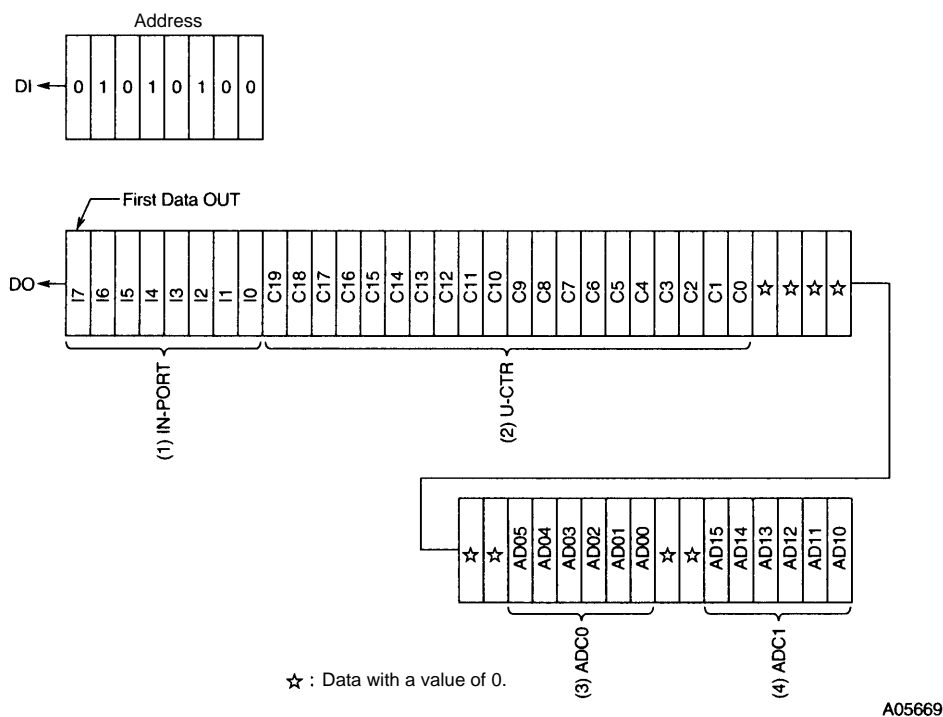 Address
DI 0 1 0 1 0 1 0 0
First Data OUT
DO I7 I6 I5 I4 I3 I2 I1 I0 C19 C18 C17 C16 C15 C14 C13 C12 C11 C10 C9 C8 C7 C6 C5 C4 C3 C2 C1 C0 ☆ ☆ ☆ ☆
(1) IN-PORT
(2) U-CTR
☆ ☆ AD05 AD04 AD03 AD02 AD01 AD00 ☆ ☆ AD15 AD14 AD13 AD12 AD11 AD10
(3) ADC0
(4) ADC1
☆ : Data with a value of 0.
A05669